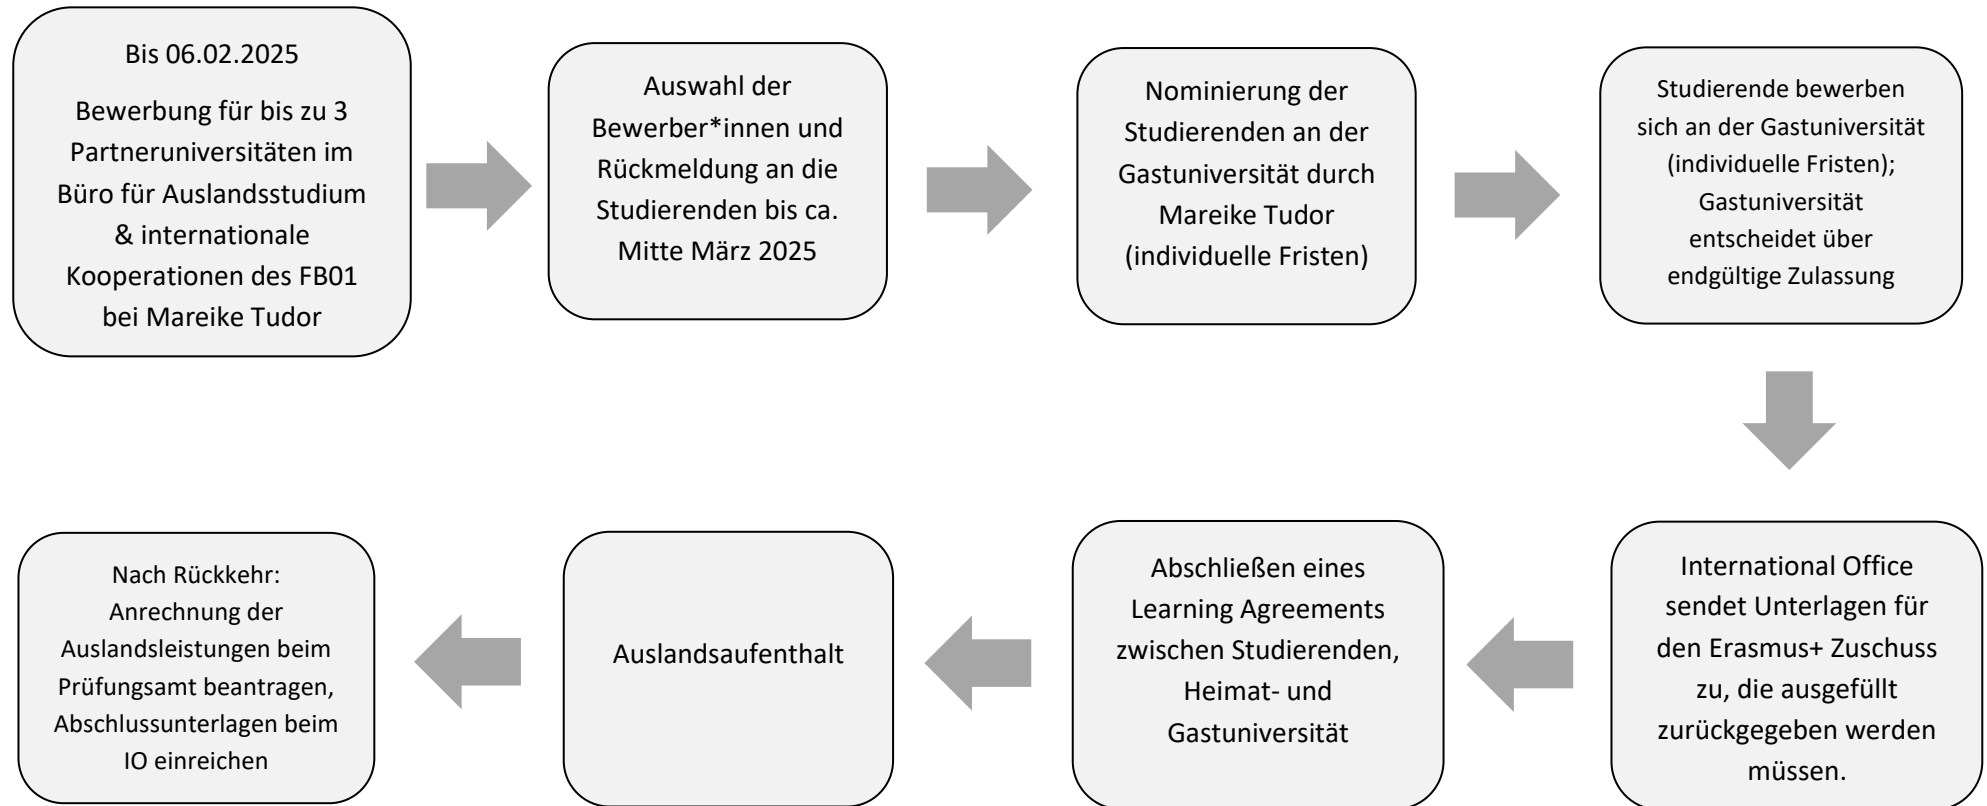 Bis 06.02.2025
Bewerbung für bis zu 3
Partneruniversitäten im
Büro für Auslandsstudium
& internationale
Kooperationen des FB01
bei Mareike Tudor
Auswahl der
Bewerber*innen und
Rückmeldung an die
Studierenden bis ca.
Mitte März 2025
Nominierung der
Studierenden an der
Gastuniversität durch
Mareike Tudor
(individuelle Fristen)
Studierende bewerben
sich an der Gastuniversität
(individuelle Fristen);
Gastuniversität
entscheidet über
endgültige Zulassung
International Office
sendet Unterlagen für
den Erasmus+ Zuschuss
zu, die ausgefüllt
zurückgegeben werden
müssen.
Abschließen eines
Learning Agreements
zwischen Studierenden,
Heimat- und
Gastuniversität
Auslandsaufenthalt
Nach Rückkehr:
Anrechnung der
Auslandsleistungen beim
Prüfungsamt beantragen,
Abschlussunterlagen beim
IO einreichen